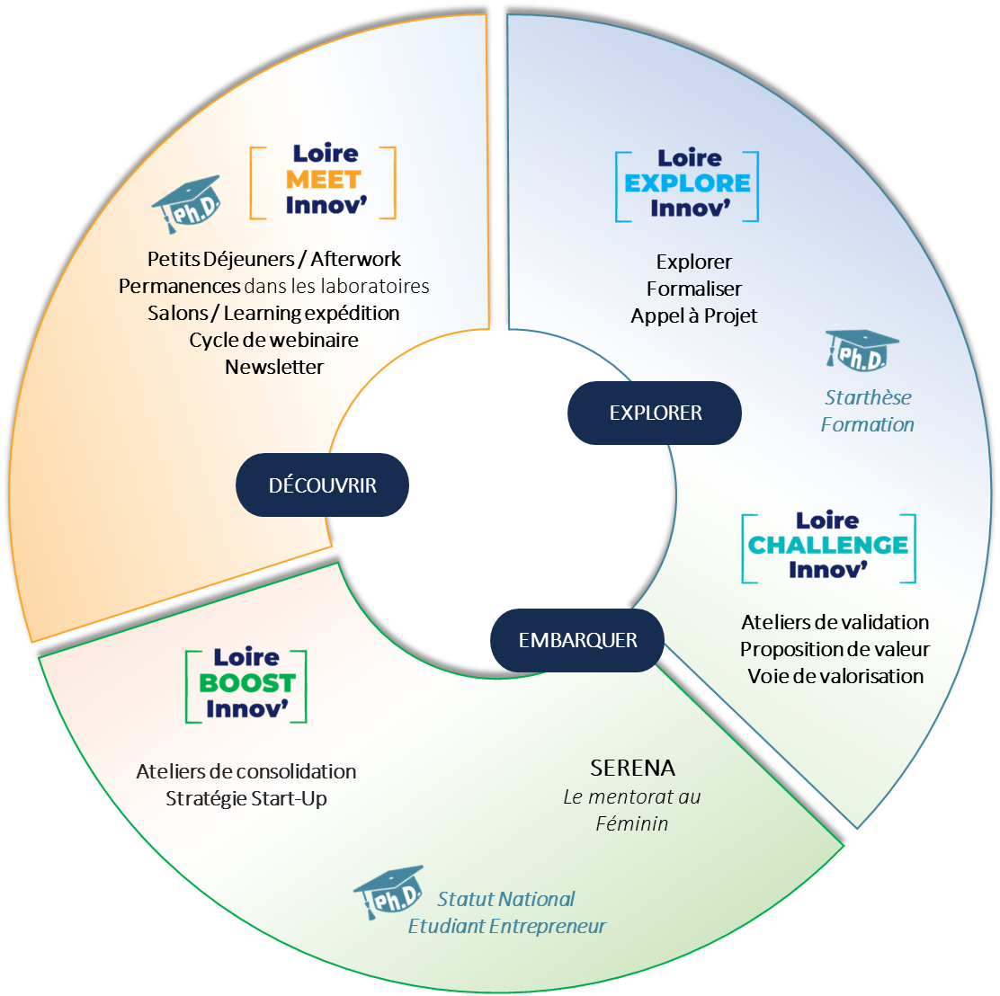 Loire
MEET
Innov’
Ph.D.
Petits Déjeuners / Afterwork
Permanences dans les laboratoires
Salons / Learning expédition
Cycle de webinaire
Newsletter
DÉCOUVRIR
Loire
EXPLORE
Innov’
Explorer
Formaliser
Appel à Projet
Ph.D.
Starthèse
Formation
EXPLORER
Loire
CHALLENGE
Innov’
Ateliers de validation
Proposition de valeur
Voie de valorisation
EMBARQUER
Loire
BOOST
Innov’
Ateliers de consolidation
Stratégie Start-Up
SERENA
Le mentorat au
Féminin
Ph.D.
Statut National
Etudiant Entrepreneur